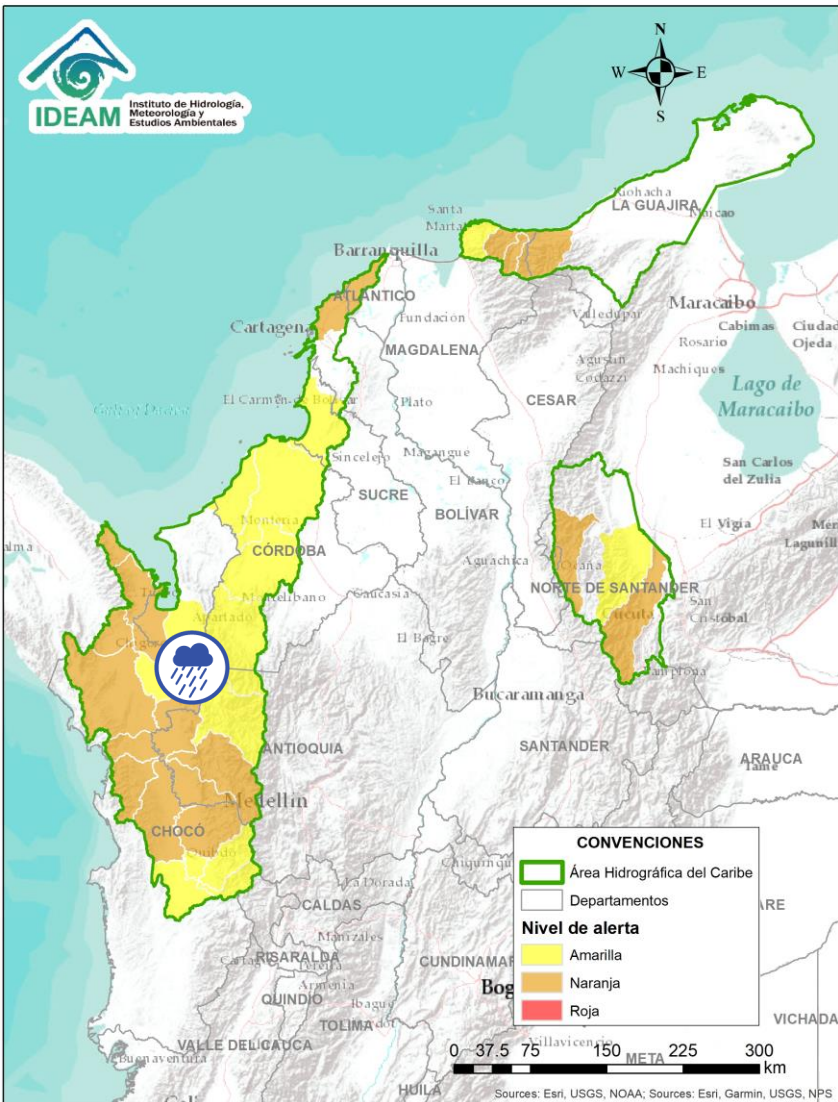 IDEAM
Instituto de Hidrología,
Meteorología y
Estudios Ambientales
N
W
E
S
Riohacha
LA GUAJIRA
Maicao
Santa
Marta
Barranquilla
ATLÁNTICO
Maracaibo
Cartagena
Fundación
Valledupar
Cabimas
Ciudad
Ojeda
Rosario
MAGDALENA
Agustín
Codazzi
Machiques
Lago de
Maracaibo
El Carmen de Bolívar
Plato
CESAR
Sincelejo
Magangué
San Carlos
del Zulia
SUCRE
El Banco
Montería
BOLÍVAR
El Vigía
CÓRDOBA
Aguachica
Ocaña
Montelíbano
Caucasia
NORTE DE SANTANDER
San
Cristóbal
Apartadó
Cúcuta
El Bagre
Pamplona
Bucaramanga
ANTIOQUIA
SANTANDER
ARAUCA
Tame
Medellín
CHOCÓ
Quibdó
La Dorada
CALDAS
Manizales
RISARALDA
Pereira
CUNDINAMAR
Armenia
QUINDIO
Ibagué
TOLIMA
Bog
VALLE DEL CAUCA
Buenaventura
Villavicencio
META
VICHADA
HUILA
CONVENCIONES
Área Hidrográfica del Caribe
Departamentos
Nivel de alerta
Amarilla
Naranja
Roja
0 37.5 75 150 225 300
km
Sources: Esri, USGS, NOAA; Sources: Esri, Garmin, USGS, NPS